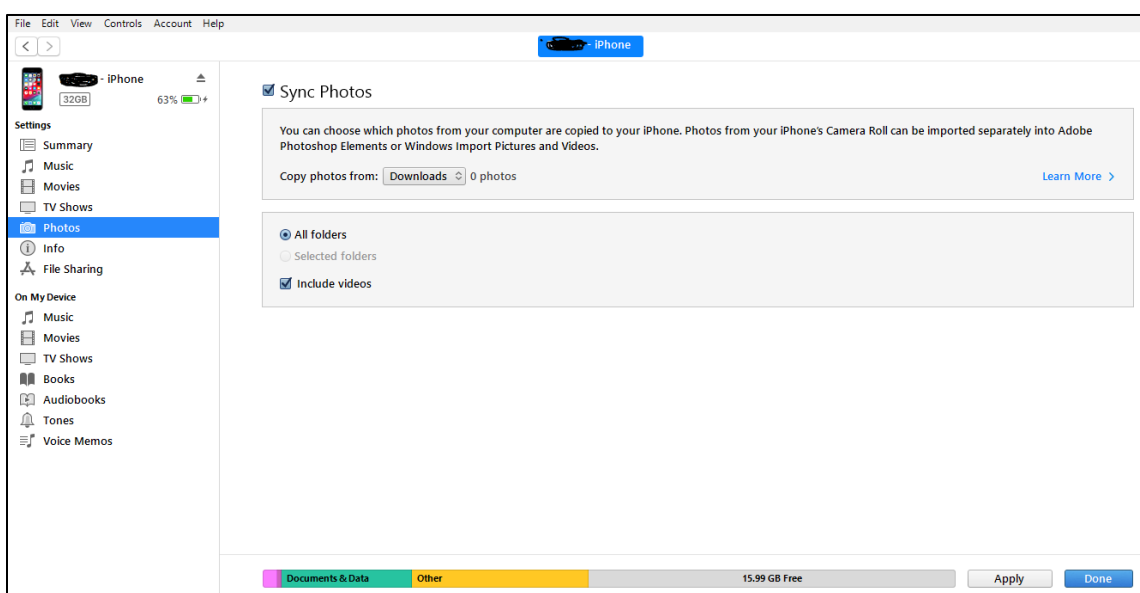 File Edit View Controls Account Help
- iPhone
- iPhone
32GB 63%
Settings
Summary
Music
Movies
TV Shows
Photos
Info
File Sharing
On My Device
Music
Movies
TV Shows
Books
Audiobooks
Tones
Voice Memos
Sync Photos
You can choose which photos from your computer are copied to your iPhone. Photos from your iPhone's Camera Roll can be imported separately into Adobe
Photoshop Elements or Windows Import Pictures and Videos.
Copy photos from: Downloads 0 photos
Learn More >
All folders
Selected folders
Include videos
Documents & Data Other 15.99 GB Free Apply Done